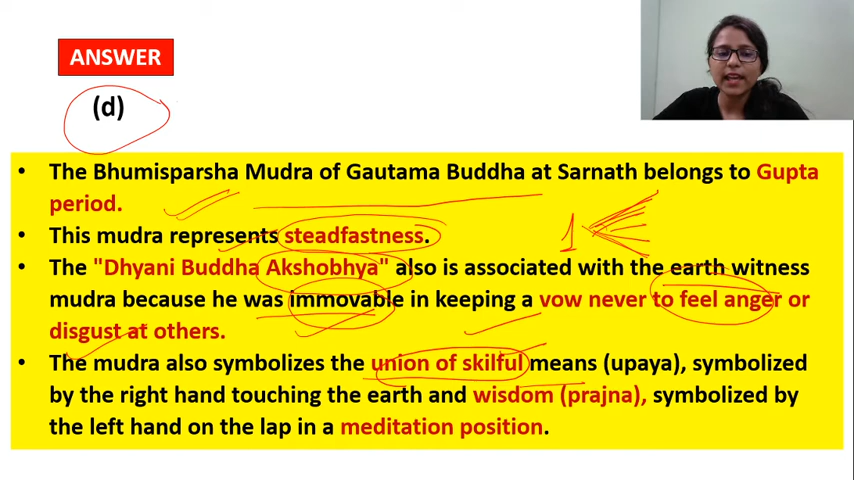 ANSWER
(d)
• The Bhumisparsha Mudra of Gautama Buddha at Sarnath belongs to Gupta
period.
• This mudra represents steadfastness.
1
• The "Dhyani Buddha Akshobhya" also is associated with the earth witness
mudra because he was immovable in keeping a vow never to feel anger or
disgust at others.
• The mudra also symbolizes the union of skilful means (upaya), symbolized
by the right hand touching the earth and wisdom (prajna), symbolized by
the left hand on the lap in a meditation position.